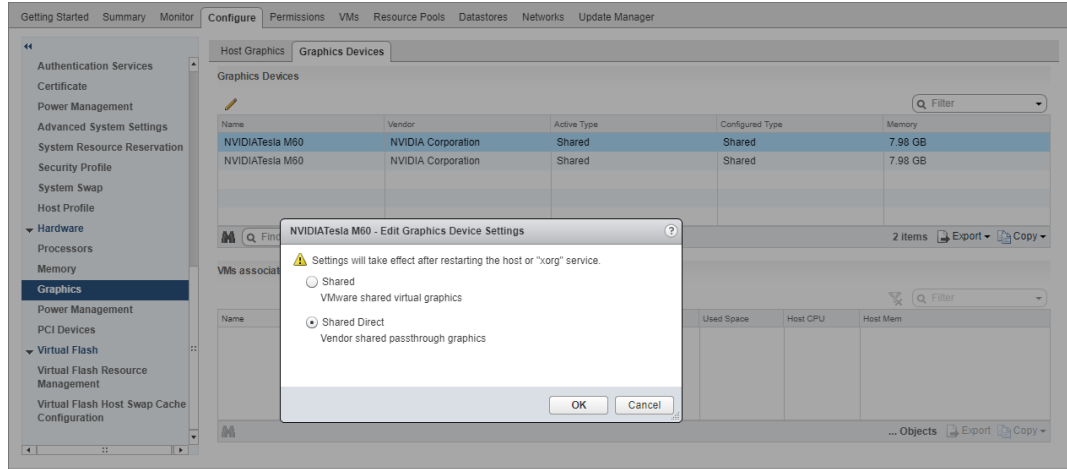 Getting Started Summary Monitor Configure Permissions VMs Resource Pools Datastores Networks Update Manager
Authentication Services
Certificate
Power Management
Advanced System Settings
System Resource Reservation
Security Profile
System Swap
Host Profile
Hardware
Processors
Memory
Graphics
Power Management
PCI Devices
Virtual Flash
Virtual Flash Resource
Management
Virtual Flash Host Swap Cache
Configuration
Host Graphics Graphics Devices
Graphics Devices
Filter
Name Vendor Active Type Configured Type Memory
NVIDIATesla M60 NVIDIA Corporation Shared Shared 7.98 GB
NVIDIATesla M60 NVIDIA Corporation Shared Shared 7.98 GB
Find 2 items Export Copy
VMs associat
Filter
Name Used Space Host CPU Host Mem
... Objects Export Copy
NVIDIATesla M60 - Edit Graphics Device Settings ?
Settings will take effect after restarting the host or "xorg" service.
Shared
VMware shared virtual graphics
Shared Direct
Vendor shared passthrough graphics
OK Cancel